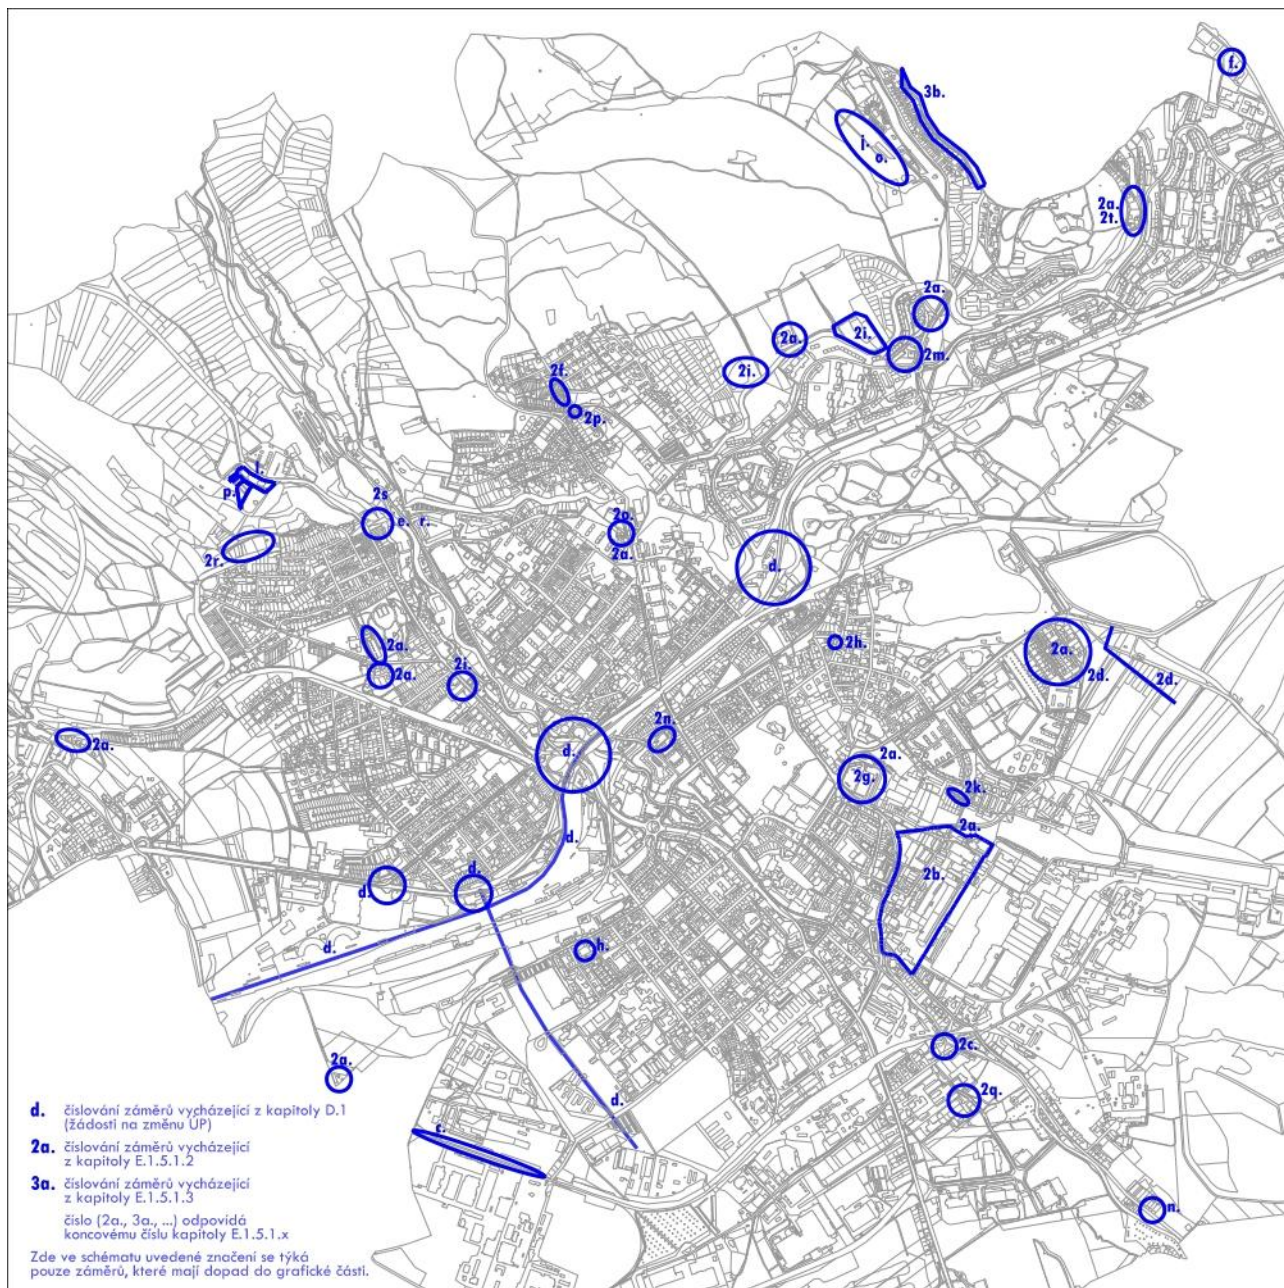 f.
3b.
j. o.
2a.
2t.
2a.
2a.
2i.
2m.
2i.
2f.
2p.
l.
p.
2s
e. r.
2o.
2a.
2r.
d.
2h.
2a.
2d.
2d.
2a.
2a.
2i.
2n.
2a.
d.
2a.
2g.
2k.
2a.
d.
2b.
d.
d.
d.
h.
2c.
2a.
2q.
d.
c.
n.
d. číslování záměrů vycházející z kapitoly D.1
(žádosti na změnu ÚP)
2a. číslování záměrů vycházející
z kapitoly E.1.5.1.2
3a. číslování záměrů vycházející
z kapitoly E.1.5.1.3
číslo (2a., 3a., ...) odpovídá
koncovému číslu kapitoly E.1.5.1.x
Zde ve schématu uvedené značení se týká
pouze záměrů, které mají dopad do grafické části.